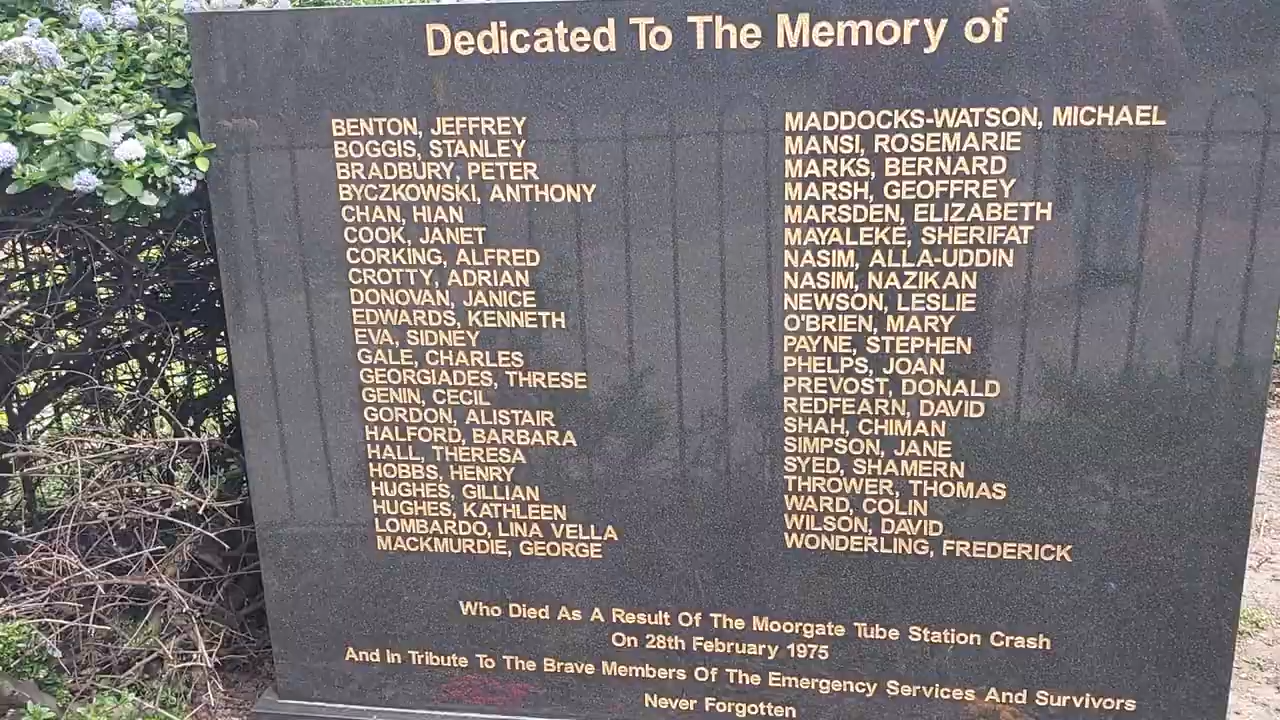 Dedicated To The Memory of
BENTON, JEFFREY
BOGGIS, STANLEY
BRADBURY, PETER
BYCZKOWSKI, ANTHONY
CHAN, HIAN
COOK, JANET
CORKING, ALFRED
CROTTY, ADRIAN
DONOVAN, JANICE
EDWARDS, KENNETH
EVA, SIDNEY
GALE, CHARLES
GEORGIADES, THRESE
GENIN, CECIL
GORDON, ALISTAIR
HALFORD, BARBARA
HALL, THERESA
HOBBS, HENRY
HUGHES, GILLIAN
HUGHES, KATHLEEN
LOMBARDO, LINA VELLA
MACKMURDIE, GEORGE
MADDOCKS-WATSON, MICHAEL
MANSI, ROSEMARIE
MARKS, BERNARD
MARSH, GEOFFREY
MARSDEN, ELIZABETH
MAYALEKE, SHERIFAT
NASIM, ALLA-UDDIN
NASIM, NAZIKAN
NEWSON, LESLIE
O'BRIEN, MARY
PAYNE, STEPHEN
PHELPS, JOAN
PREVOST, DONALD
REDFEARN, DAVID
SHAH, CHIMAN
SIMPSON, JANE
SYED, SHAMERN
THROWER, THOMAS
WARD, COLIN
WILSON, DAVID
WONDERLING, FREDERICK
Who Died As A Result Of The Moorgate Tube Station Crash
On 28th February 1975
And In Tribute To The Brave Members Of The Emergency Services And Survivors
Never Forgotten